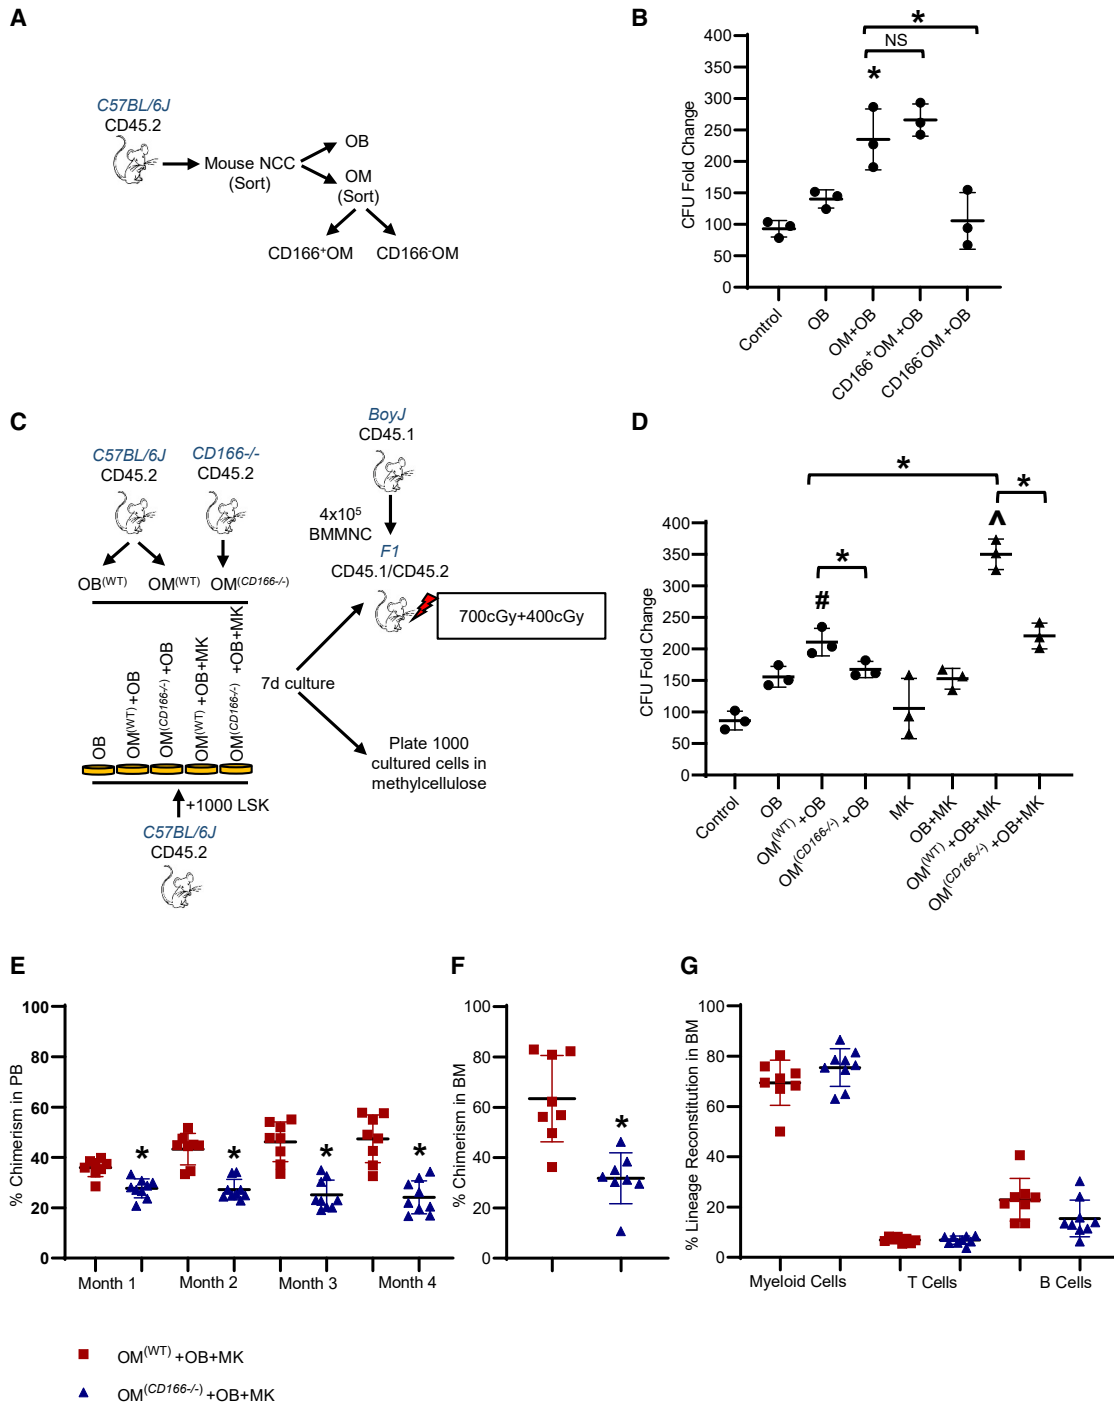 A
C57BL/6J
CD45.2
Mouse NCC
(Sort)
OB
OM
(Sort)
CD166⁺OM
CD166⁻OM
B
CFU Fold Change
400
350
300
250
200
150
100
50
0
*
NS
*
Control
OB
OM+OB
CD166⁺OM +OB
CD166⁻OM +OB
C
C57BL/6J
CD45.2
CD166-/-
CD45.2
OB(WT)
OM(WT)
OM(CD166-/-)
OB
OM(WT) +OB
OM(CD166-/-) +OB
OM(WT) +OB+MK
OM(CD166-/-) +OB+MK
+1000 LSK
C57BL/6J
CD45.2
BoyJ
CD45.1
4x10⁵
BMMNC
F1
CD45.1/CD45.2
700cGy+400cGy
7d culture
Plate 1000
cultured cells in
methylcellulose
D
CFU Fold Change
400
350
300
250
200
150
100
50
0
*
*
^
*
#
Control
OB
OM(WT) +OB
OM(CD166-/-) +OB
MK
OB+MK
OM(WT) +OB+MK
OM(CD166-/-) +OB+MK
E
% Chimerism in PB
100
80
60
40
20
0
* * * *
Month 1 Month 2 Month 3 Month 4
F
% Chimerism in BM
100
80
60
40
20
0
*
G
% Lineage Reconstitution in BM
100
80
60
40
20
0
Myeloid Cells T Cells B Cells
OM(WT) +OB+MK
OM(CD166-/-) +OB+MK